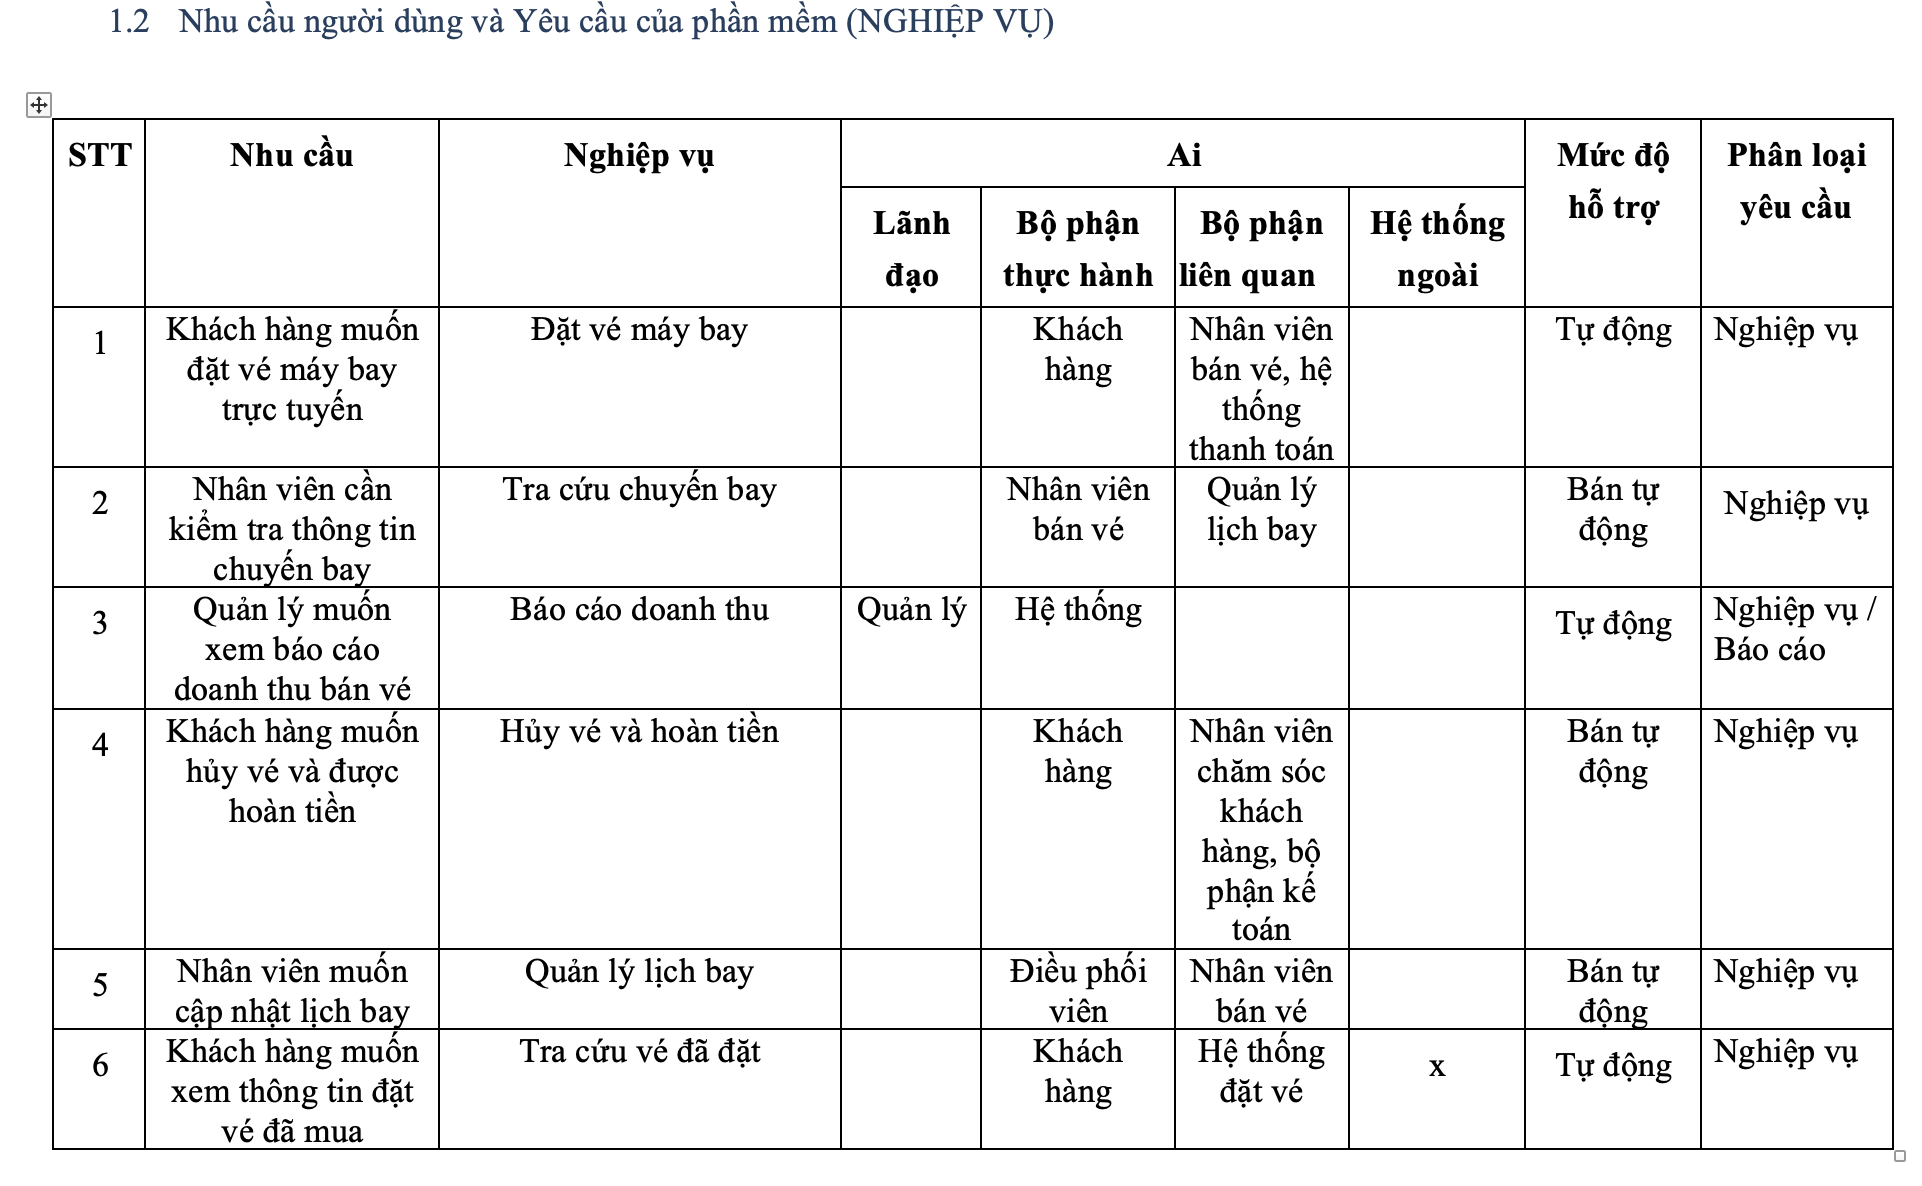 1.2 Nhu cầu người dùng và Yêu cầu của phần mềm (NGHIỆP VỤ)
STT
Nhu cầu
Nghiệp vụ
Ai
Mức độ
hỗ trợ
Phân loại
yêu cầu
Lãnh
đạo
Bộ phận
thực hành
Bộ phận
liên quan
Hệ thống
ngoài
1
Khách hàng muốn
đặt vé máy bay
trực tuyến
Đặt vé máy bay
Khách
hàng
Nhân viên
bán vé, hệ
thống
thanh toán
Tự động
Nghiệp vụ
2
Nhân viên cần
kiểm tra thông tin
chuyến bay
Tra cứu chuyến bay
Nhân viên
bán vé
Quản lý
lịch bay
Bán tự
động
Nghiệp vụ
3
Quản lý muốn
xem báo cáo
doanh thu bán vé
Báo cáo doanh thu
Quản lý
Hệ thống
Tự động
Nghiệp vụ /
Báo cáo
4
Khách hàng muốn
hủy vé và được
hoàn tiền
Hủy vé và hoàn tiền
Khách
hàng
Nhân viên
chăm sóc
khách
hàng, bộ
phận kế
toán
Bán tự
động
Nghiệp vụ
5
Nhân viên muốn
cập nhật lịch bay
Quản lý lịch bay
Điều phối
viên
Nhân viên
bán vé
Bán tự
động
Nghiệp vụ
6
Khách hàng muốn
xem thông tin đặt
vé đã mua
Tra cứu vé đã đặt
Khách
hàng
Hệ thống
đặt vé
x
Tự động
Nghiệp vụ